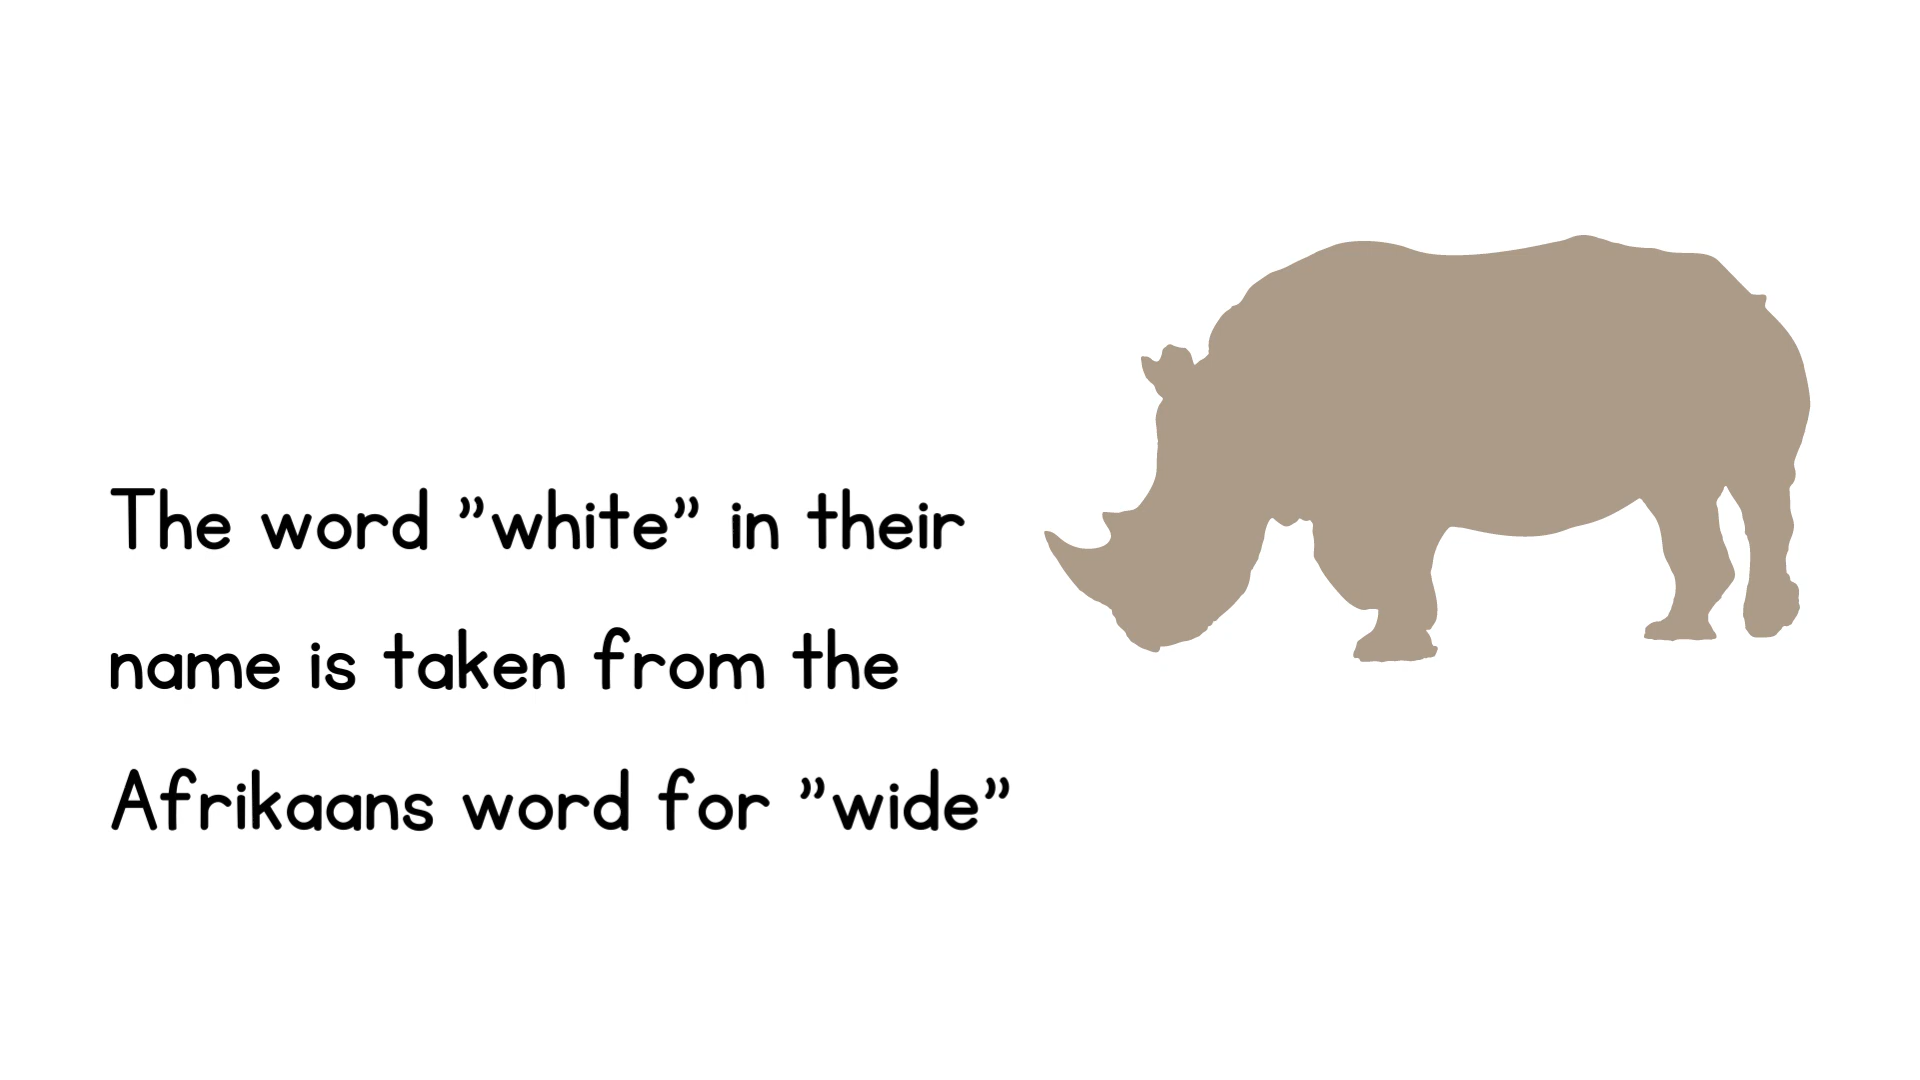 The word ”white” in their
name is taken from the
Afrikaans word for ”wide”